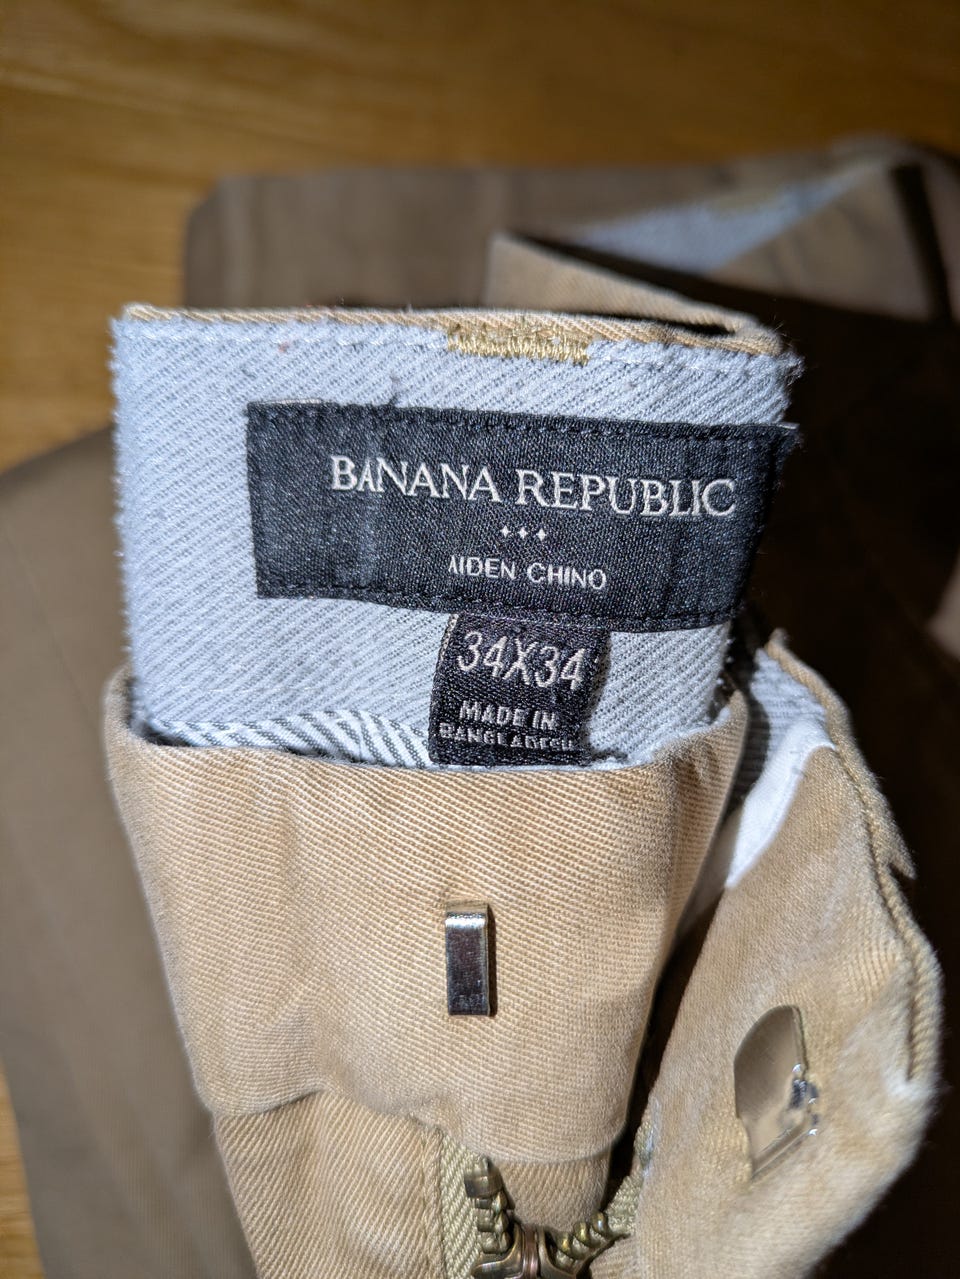 BANANA REPUBLIC
AIDEN CHINO
34X34
MADE IN
BANGLADESH